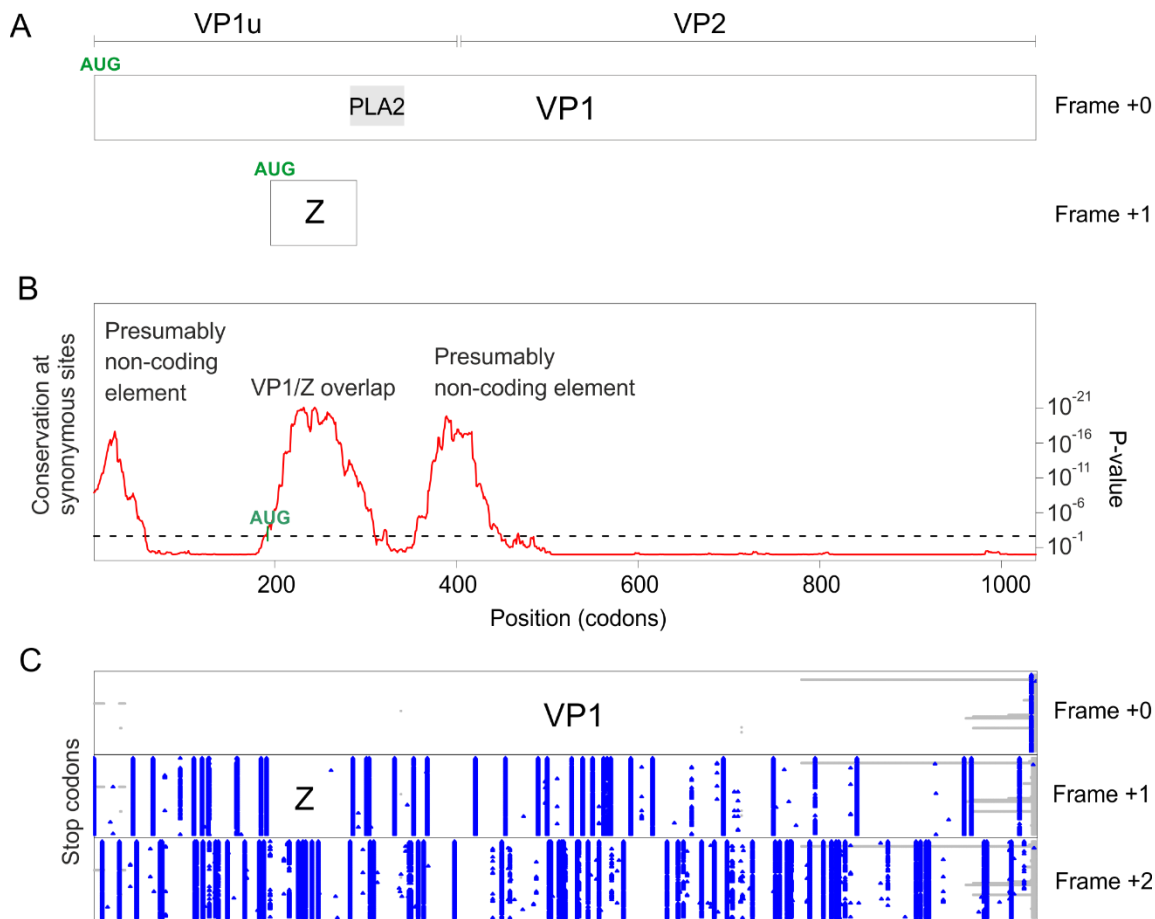 A
VP1u
VP2
AUG
PLA2
VP1
Frame +0
AUG
Z
Frame +1
B
Conservation at
synonymous sites
Presumably
non-coding
element
VP1/Z overlap
Presumably
non-coding element
AUG
10-21
10-16
10-11
10-6
10-1
P-value
200
400
600
800
1000
Position (codons)
C
Stop codons
VP1
Frame +0
Z
Frame +1
Frame +2